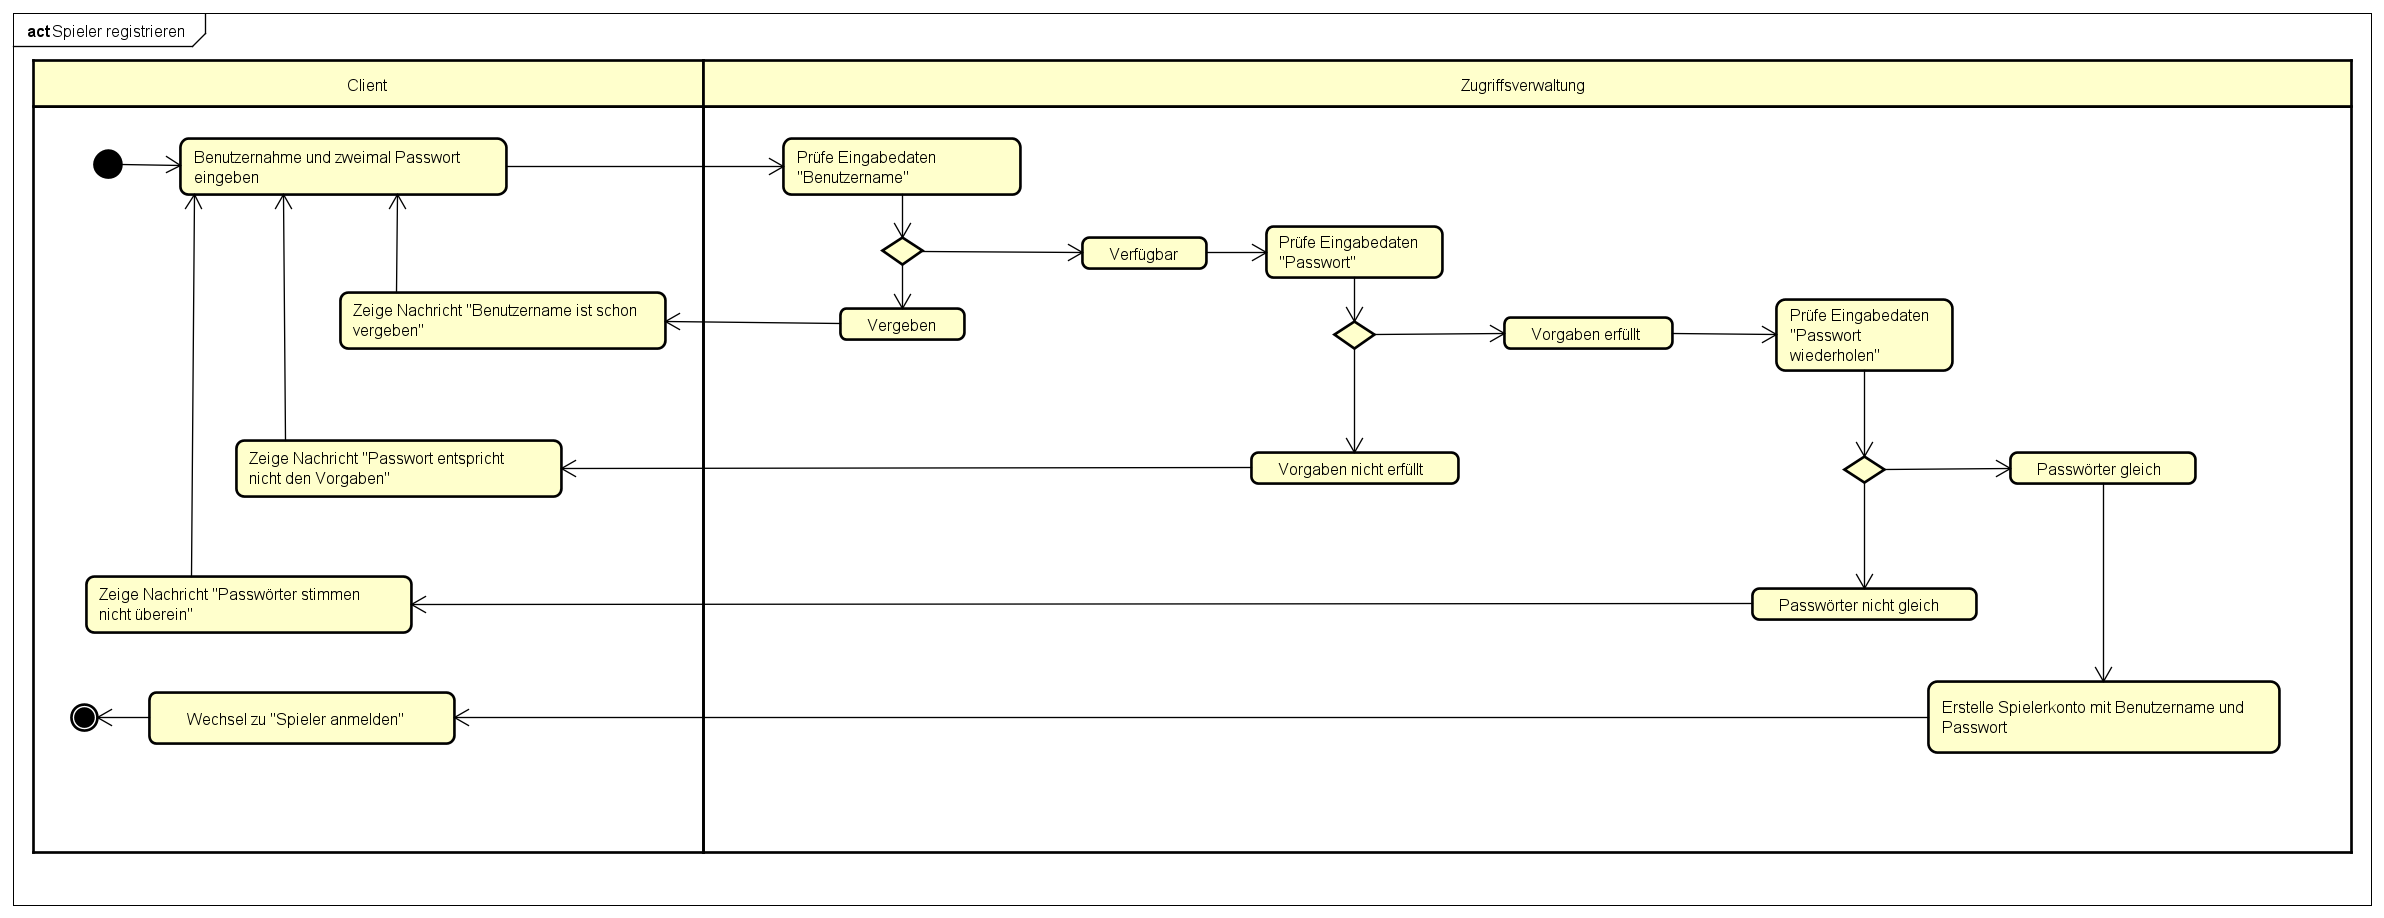 act Spieler registrieren
Client
Zugriffsverwaltung
Benutzernahme und zweimal Passwort
eingeben
Prüfe Eingabedaten
"Benutzername"
Verfügbar
Prüfe Eingabedaten
"Passwort"
Zeige Nachricht "Benutzername ist schon
vergeben"
Vergeben
Vorgaben erfüllt
Prüfe Eingabedaten
"Passwort
wiederholen"
Zeige Nachricht "Passwort entspricht
nicht den Vorgaben"
Vorgaben nicht erfüllt
Passwörter gleich
Zeige Nachricht "Passwörter stimmen
nicht überein"
Passwörter nicht gleich
Wechsel zu "Spieler anmelden"
Erstelle Spielerkonto mit Benutzername und
Passwort